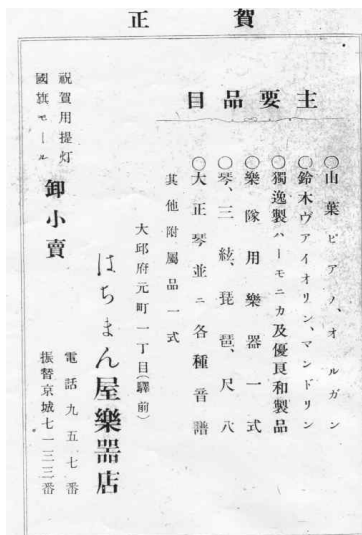 賀正
主要品目
○山葉ピアノ、オルガン
○鈴木ヴァイオリン、マンドリン
○獨逸製ハーモニカ及優良和製品
○樂隊用樂器一式
○琴、三絃、琵琶、尺八
○大正琴並ニ各種音譜
其他附屬品一式
大邱府元町一丁目(驛前)
はちまん屋樂器店
電話九五七番
振替京城七一三三番
卸小賣
祝賀用提灯
國旗モール